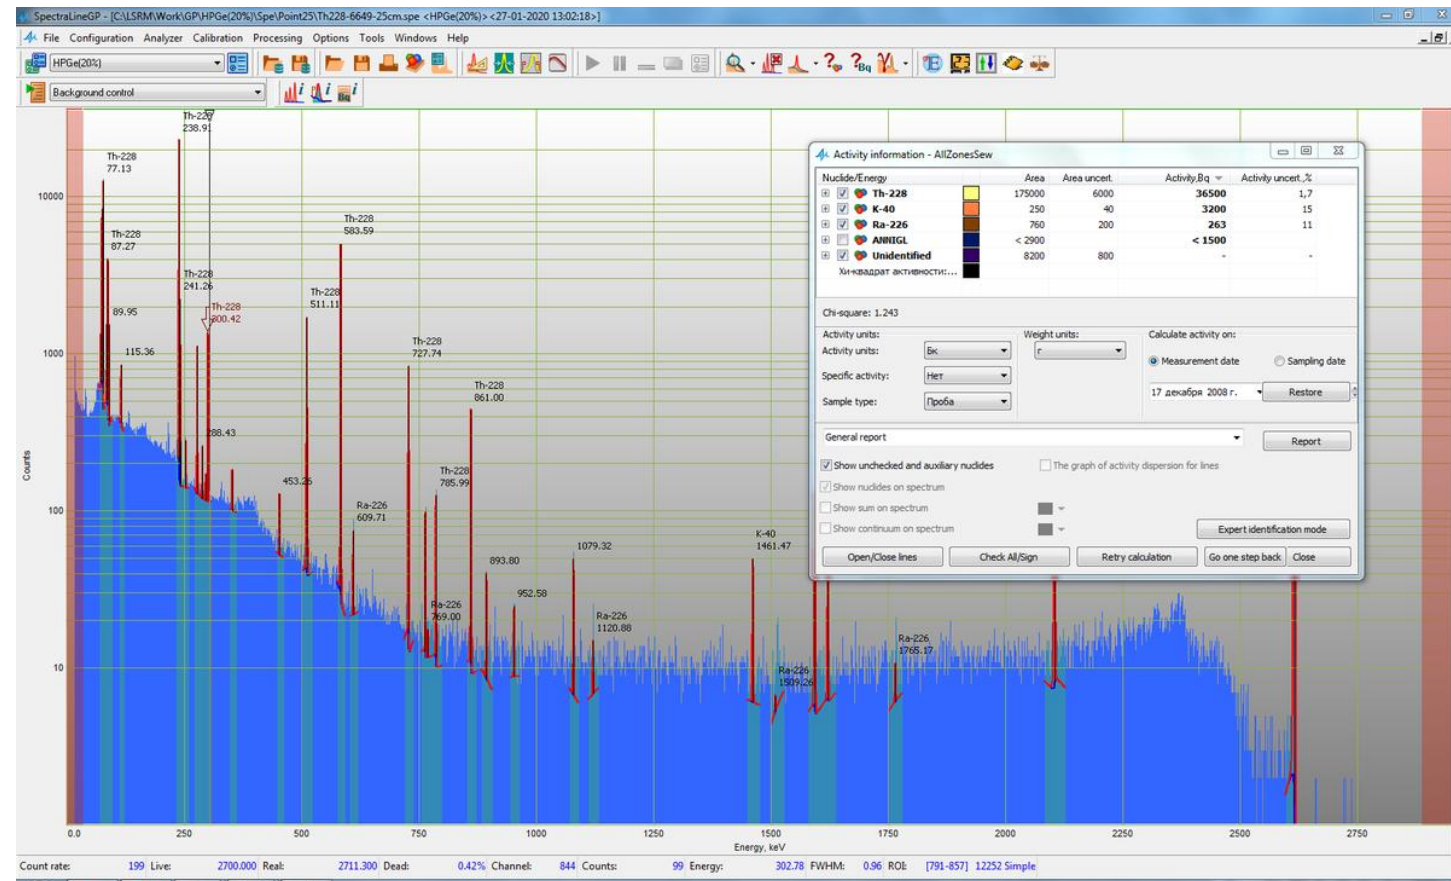 SpectraLineGP - [C:\LSRM\Work\GP\HPGe(20%)\Spe\Point25\Th228-6649-25cm.spe <HPGe(20%)> <27-01-2020 13:02:18>]
File Configuration Analyzer Calibration Processing Options Tools Windows Help
HPGe(20%)
Background control
Th-228
238.91
Th-228
77.13
10000
Th-228
583.59
Th-228
87.27
Th-228
241.26
Th-228
511.11
Th-228
300.42
89.95
Th-228
727.74
1000
115.36
Th-228
861.00
288.43
Counts
Th-228
785.99
453.26
Ra-226
609.71
100
K-40
1461.47
1079.32
893.80
952.58
Ra-226
769.00
Ra-226
1120.88
Ra-226
1765.17
10
Ra-226
1509.26
0.0 250 500 750 1000 1250 1500 1750 2000 2250 2500 2750
Energy, keV
Activity information - AllZonesSew
Nuclide/Energy Area Area uncert. Activity,Bq Activity uncert.,%
Th-228 175000 6000 36500 1,7
K-40 250 40 3200 15
Ra-226 760 200 263 11
ANNIGL < 2900 < 1500
Unidentified 8200 800 - -
Хи-квадрат активности:...
Chi-square: 1.243
Activity units: Weight units: Calculate activity on:
Activity units: Бк г
Measurement date Sampling date
Specific activity: Нет
17 декабря 2008 г. Restore
Sample type: Проба
General report Report
Show unchecked and auxiliary nuclides The graph of activity dispersion for lines
Show nuclides on spectrum
Show sum on spectrum
Show continuum on spectrum Expert identification mode
Open/Close lines Check All/Sign Retry calculation Go one step back Close
Count rate: 199 Live: 2700.000 Real: 2711.300 Dead: 0.42% Channel: 844 Counts: 99 Energy: 302.78 FWHM: 0.96 ROI: [791-857] 12252 Simple